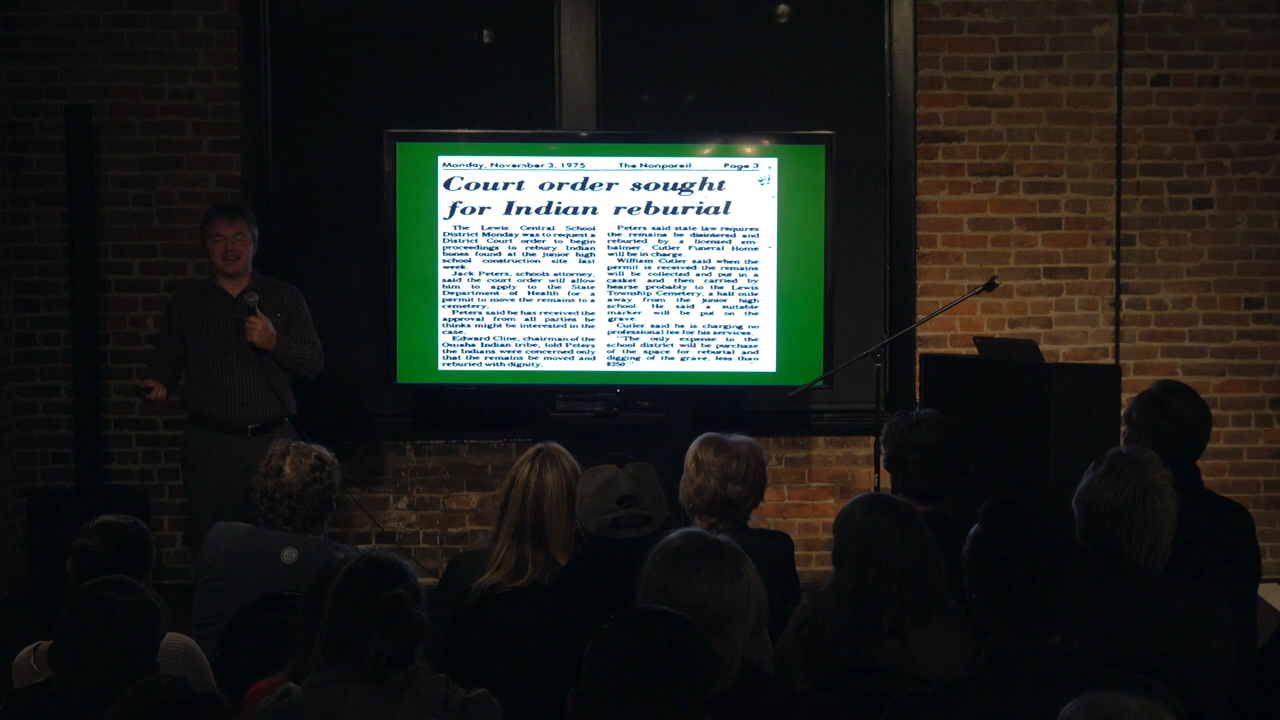 Monday, November 3, 1975 The Nonpareil Page 3
Court order sought
for Indian reburial
The Lewis Central School
District Monday was to request a
District Court order to begin
proceedings to rebury Indian
bones found at the junior high
school construction site last
week.
Jack Peters, schools attorney,
said the court order will allow
him to apply to the State
Department of Health for a
permit to move the remains to a
cemetery.
Peters said he has received the
approval from all parties he
thinks might be interested in the
case.
Edward Cline, chairman of the
Omaha Indian tribe, told Peters
the Indians were concerned only
that the remains be moved and
reburied with dignity.
Peters said state law requires
the remains be disintered and
reburied by a licensed em-
balmer. Cutler Funeral Home
will be in charge.
William Cutler said when the
permit is received the remains
will be collected and put in a
casket and then carried by
hearse probably to the Lewis
Township Cemetery, a half mile
away from the junior high
school. He said a suitable
marker will be put on the
grave.
Cutler said he is charging no
professional fee for his services.
"The only expense to the
school district will be purchase
of the space for reburial and
digging of the grave, less than
$250."